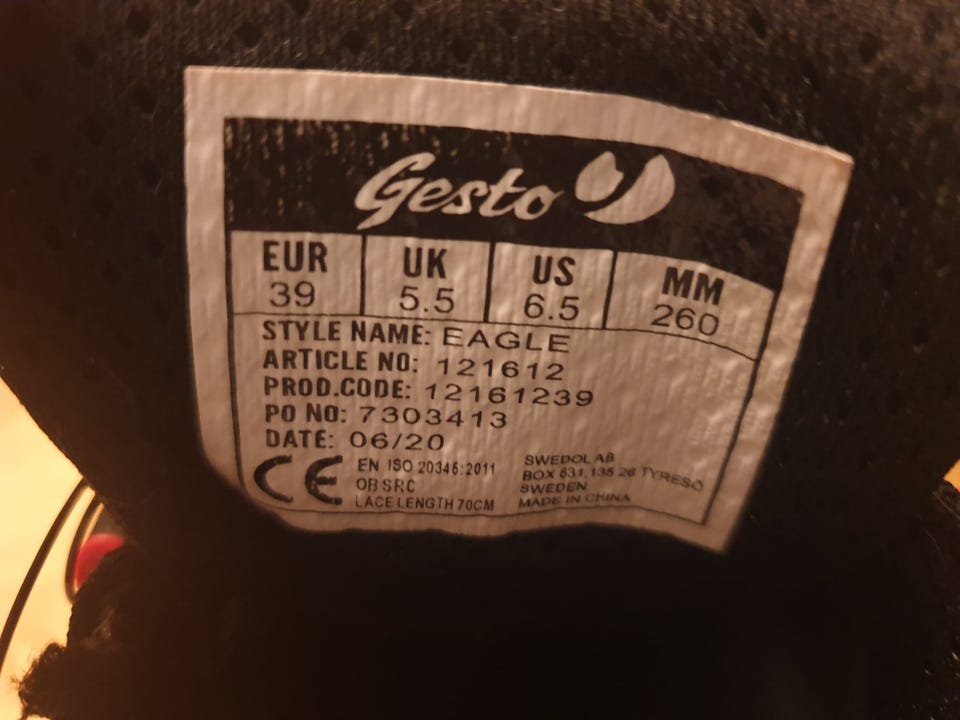 Gesto
EUR UK US MM
39 5.5 6.5 260
STYLE NAME: EAGLE
ARTICLE NO: 121612
PROD.CODE: 12161239
PO NO: 7303413
DATE: 06/20
CE
EN ISO 20346:2011
OB SRC
LACE LENGTH 70CM
SWEDOL AB
BOX 631, 135 26 TYRESÖ
SWEDEN
MADE IN CHINA